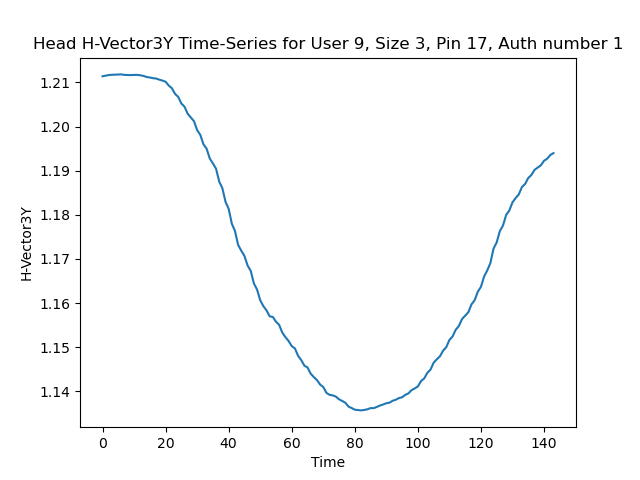 Head H-Vector3Y Time-Series for User 9, Size 3, Pin 17, Auth number 1
1.21
1.20
1.19
1.18
1.17
1.16
1.15
1.14
H-Vector3Y
0 20 40 60 80 100 120 140
Time